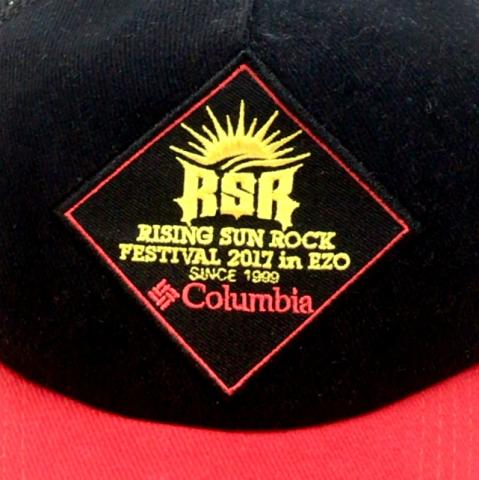 RSR
RISING SUN ROCK
FESTIVAL 2017 in EZO
SINCE 1999
Columbia